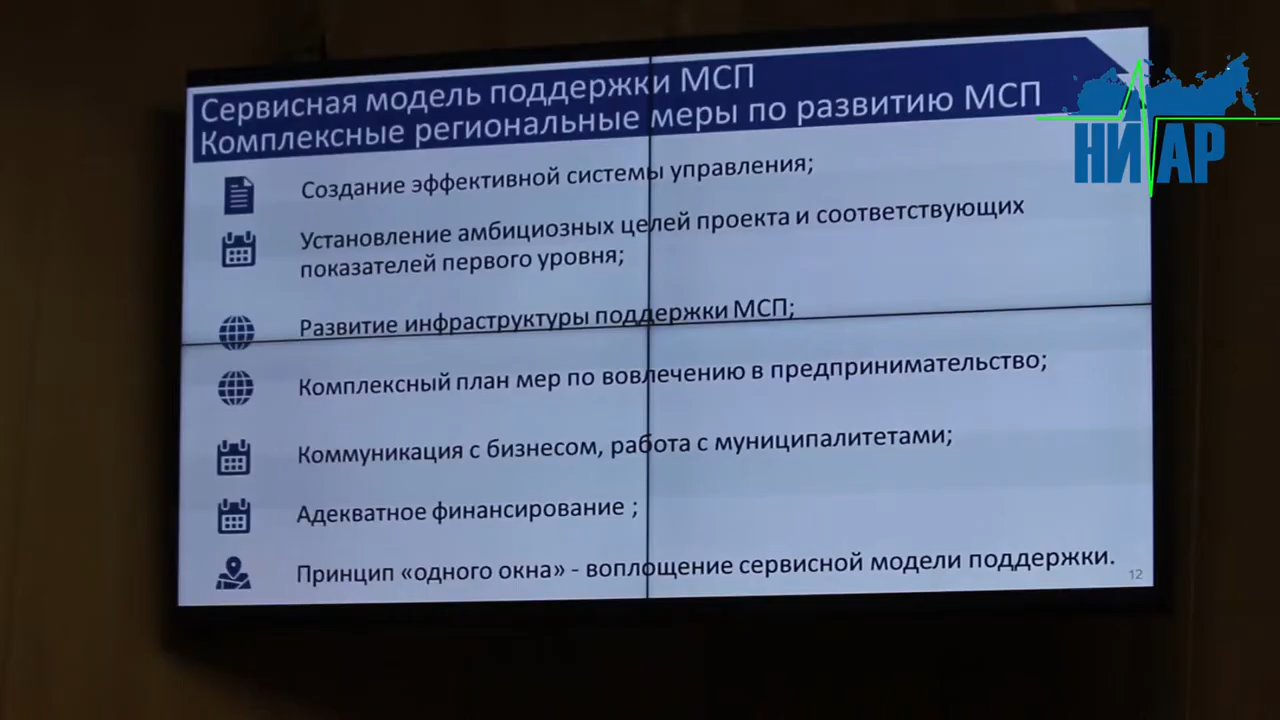 Сервисная модель поддержки МСП
Комплексные региональные меры по развитию МСП
Создание эффективной системы управления;
Установление амбициозных целей проекта и соответствующих
показателей первого уровня;
Развитие инфраструктуры поддержки МСП;
Комплексный план мер по вовлечению в предпринимательство;
Коммуникация с бизнесом, работа с муниципалитетами;
Адекватное финансирование ;
Принцип «одного окна» - воплощение сервисной модели поддержки.
12
НИАР